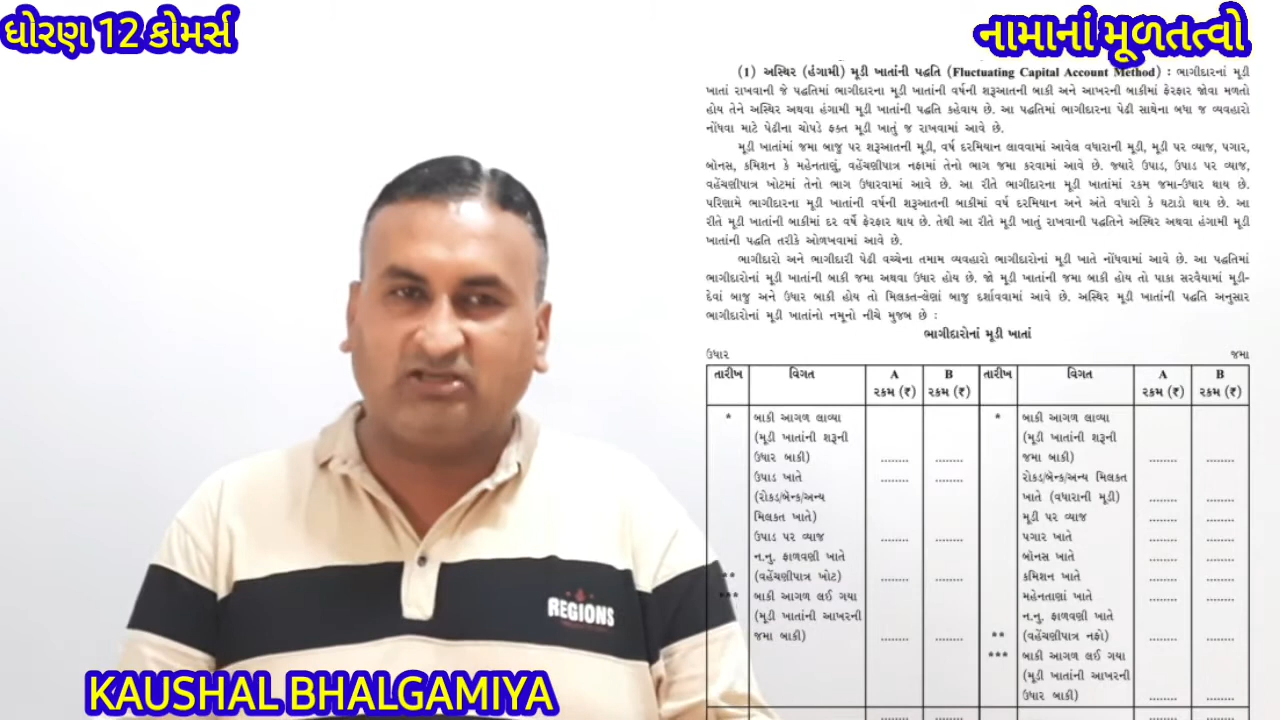 ધોરણ 12 કોમર્સ
નામાનાં મૂળતત્વો
(1) અસ્થિર (હંગામી) મૂડી ખાતાંની પદ્ધતિ (Fluctuating Capital Account Method) : ભાગીદારનાં મૂડી
ખાતાં રાખવાની જે પદ્ધતિમાં ભાગીદારના મૂડી ખાતાંની વર્ષની શરૂઆતની બાકી અને આખરની બાકીમાં ફેરફાર જોવા મળતો
હોય તેને અસ્થિર અથવા હંગામી મૂડી ખાતાંની પદ્ધતિ કહેવાય છે. આ પદ્ધતિમાં ભાગીદારના પેઢી સાથેના બધા જ વ્યવહારો
નોંધવા માટે પેઢીના ચોપડે ફક્ત મૂડી ખાતું જ રાખવામાં આવે છે.
મૂડી ખાતામાં જમા બાજુ પર શરૂઆતની મૂડી, વર્ષ દરમિયાન લાવવામાં આવેલ વધારાની મૂડી, મૂડી પર વ્યાજ, પગાર,
બોનસ, કમિશન કે મહેનતાણું, વહેંચણીપાત્ર નફામાં તેનો ભાગ જમા કરવામાં આવે છે. જ્યારે ઉપાડ, ઉપાડ પર વ્યાજ,
વહેંચણીપાત્ર ખોટમાં તેનો ભાગ ઉધારવામાં આવે છે. આ રીતે ભાગીદારના મૂડી ખાતાંમાં રકમ જમા-ઉધાર થાય છે.
પરિણામે ભાગીદારના મૂડી ખાતાંની વર્ષની શરૂઆતની બાકીમાં વર્ષ દરમિયાન અને અંતે વધારો કે ઘટાડો થાય છે. આ
રીતે મૂડી ખાતાંની બાકીમાં દર વર્ષે ફેરફાર થાય છે. તેથી આ રીતે મૂડી ખાતું રાખવાની પદ્ધતિને અસ્થિર અથવા હંગામી મૂડી
ખાતાંની પદ્ધતિ તરીકે ઓળખવામાં આવે છે.
ભાગીદારો અને ભાગીદારી પેઢી વચ્ચેના તમામ વ્યવહારો ભાગીદારોનાં મૂડી ખાતે નોંધવામાં આવે છે. આ પદ્ધતિમાં
ભાગીદારોનાં મૂડી ખાતાંની બાકી જમા અથવા ઉધાર હોય છે. જો મૂડી ખાતાંની જમા બાકી હોય તો પાકા સરવૈયામાં મૂડી-
દેવાં બાજુ અને ઉધાર બાકી હોય તો મિલકત-લેણાં બાજુ દર્શાવવામાં આવે છે. અસ્થિર મૂડી ખાતાંની પદ્ધતિ અનુસાર
ભાગીદારોનાં મૂડી ખાતાંનો નમૂનો નીચે મુજબ છે :
ભાગીદારોનાં મૂડી ખાતાં
ઉધાર જમા
તારીખ વિગત A B તારીખ વિગત A B
રકમ (₹) રકમ (₹) રકમ (₹) રકમ (₹)
* બાકી આગળ લાવ્યા * બાકી આગળ લાવ્યા
(મૂડી ખાતાંની શરૂની (મૂડી ખાતાંની શરૂની
ઉધાર બાકી) ........ ........ જમા બાકી) ........ ........
ઉપાડ ખાતે ........ ........ રોકડ/બેન્ક/અન્ય મિલકત
(રોકડ/બેન્ક/અન્ય ખાતે (વધારાની મૂડી) ........ ........
મિલકત ખાતે) મૂડી પર વ્યાજ ........ ........
ઉપાડ પર વ્યાજ ........ ........ પગાર ખાતે ........ ........
ન.નુ. ફાળવણી ખાતે બોનસ ખાતે ........ ........
** (વહેંચણીપાત્ર ખોટ) ........ ........ કમિશન ખાતે ........ ........
*** બાકી આગળ લઈ ગયા મહેનતાણાં ખાતે ........ ........
(મૂડી ખાતાંની આખરની ન.નુ. ફાળવણી ખાતે
જમા બાકી) ........ ........ ** (વહેંચણીપાત્ર નફો) ........ ........
*** બાકી આગળ લઈ ગયા
(મૂડી ખાતાંની આખરની
ઉધાર બાકી) ........ ........
REGIONS
KAUSHAL BHALGAMIYA